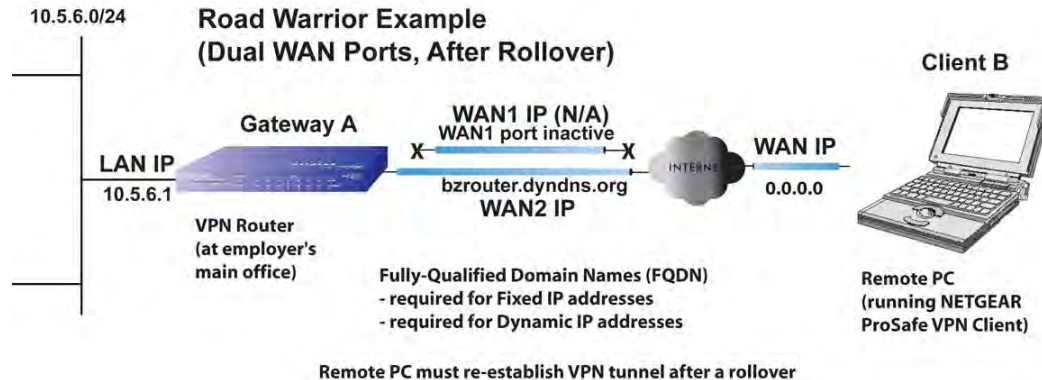 10.5.6.0/24
Road Warrior Example
(Dual WAN Ports, After Rollover)
Client B
Gateway A
WAN1 IP (N/A)
WAN1 port inactive
X
X
LAN IP
10.5.6.1
bzrouter.dyndns.org
WAN2 IP
INTERNE
WAN IP
0.0.0.0
VPN Router
(at employer's
main office)
Fully-Qualified Domain Names (FQDN)
- required for Fixed IP addresses
- required for Dynamic IP addresses
Remote PC
(running NETGEAR
ProSafe VPN Client)
Remote PC must re-establish VPN tunnel after a rollover